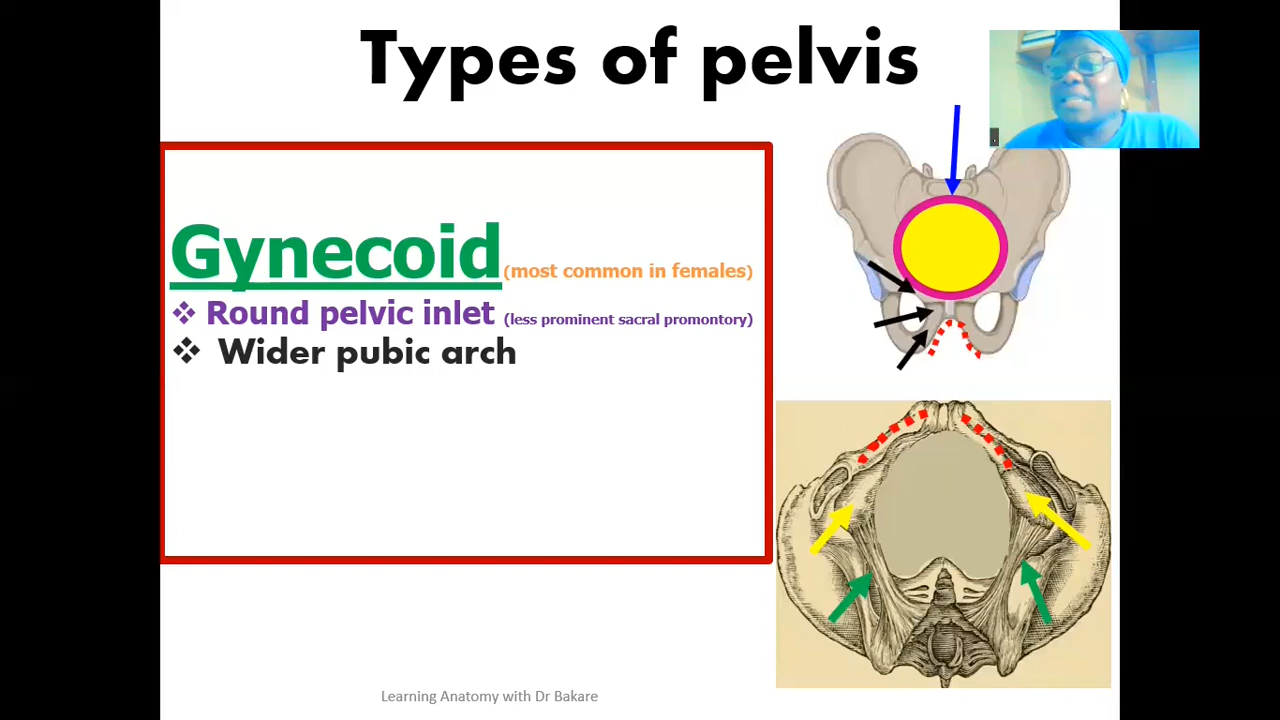 Types of pelvis
Gynecoid (most common in females)
❖ Round pelvic inlet (less prominent sacral promontory)
❖ Wider pubic arch
Learning Anatomy with Dr Bakare